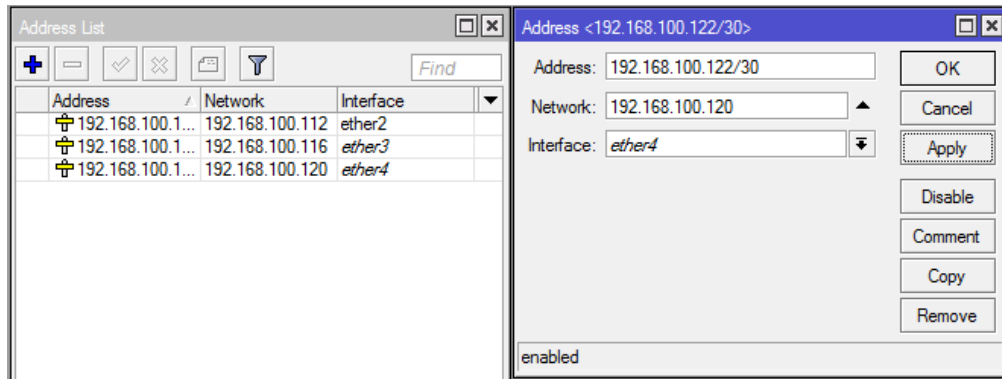 Address List
Find
Address Network Interface
192.168.100.1... 192.168.100.112 ether2
192.168.100.1... 192.168.100.116 ether3
192.168.100.1... 192.168.100.120 ether4
Address <192.168.100.122/30>
Address: 192.168.100.122/30
Network: 192.168.100.120
Interface: ether4
OK
Cancel
Apply
Disable
Comment
Copy
Remove
enabled